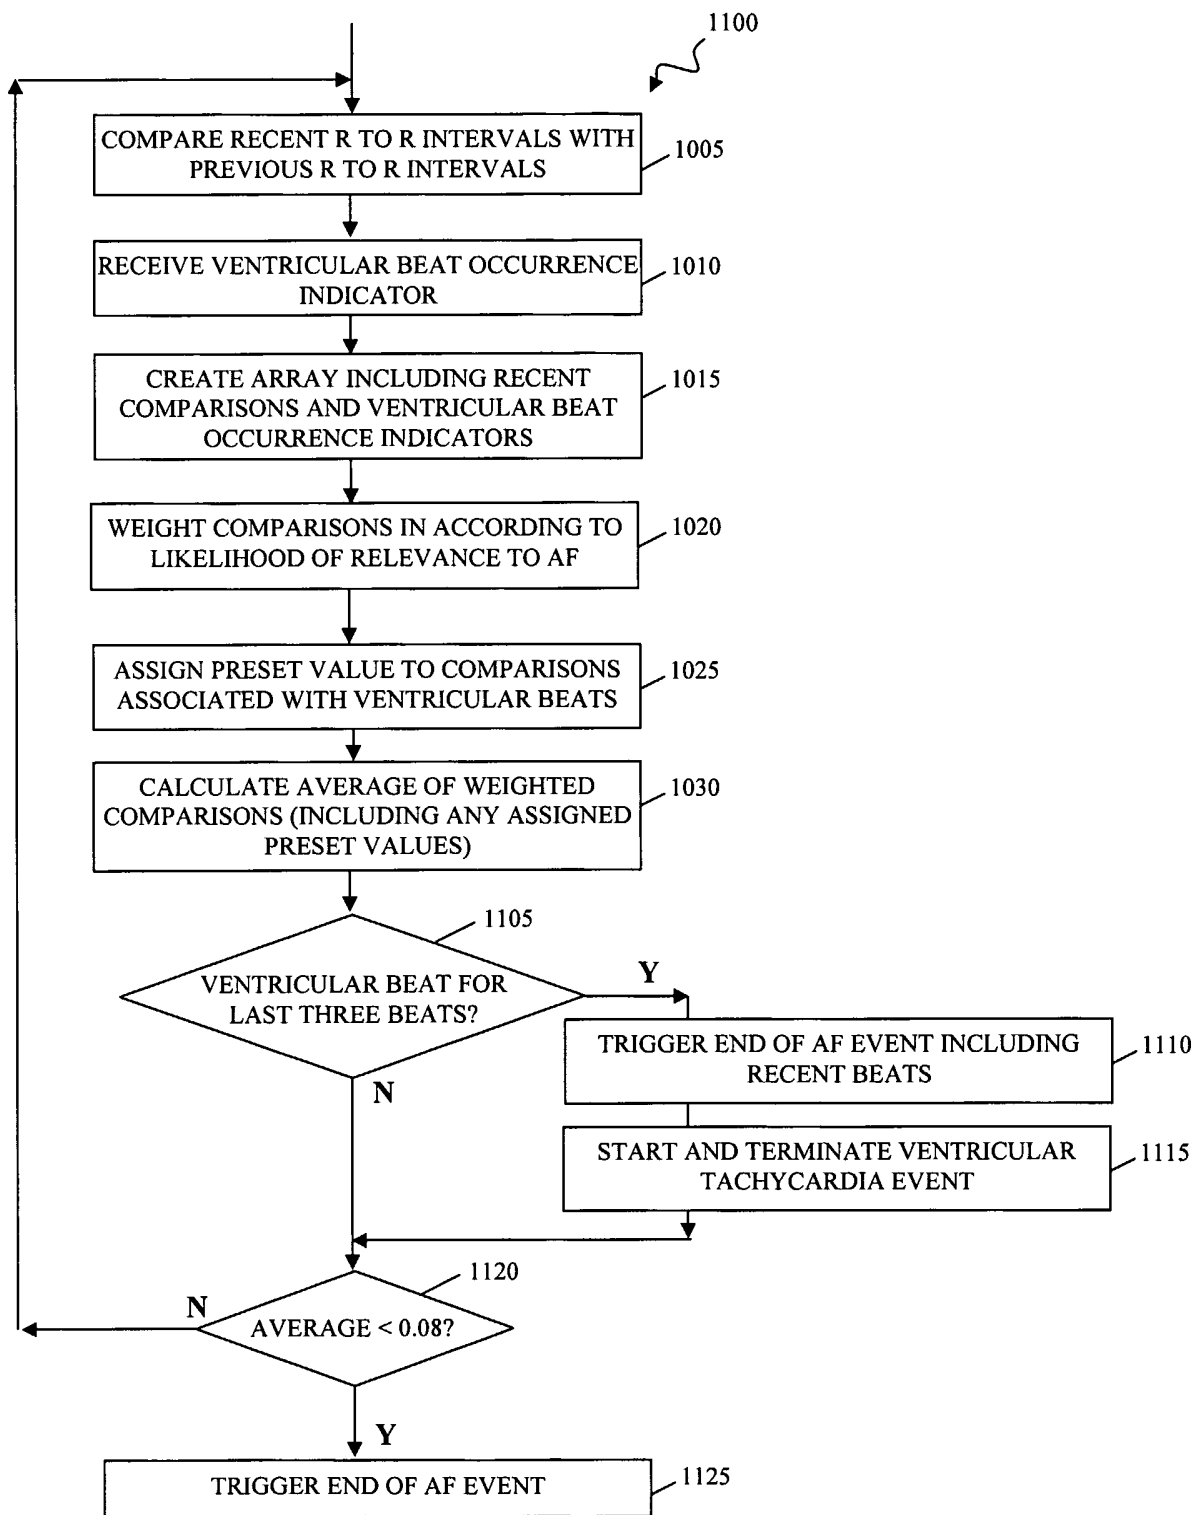 1100
COMPARE RECENT R TO R INTERVALS WITH
PREVIOUS R TO R INTERVALS
1005
RECEIVE VENTRICULAR BEAT OCCURRENCE
INDICATOR
1010
CREATE ARRAY INCLUDING RECENT
COMPARISONS AND VENTRICULAR BEAT
OCCURRENCE INDICATORS
1015
WEIGHT COMPARISONS IN ACCORDING TO
LIKELIHOOD OF RELEVANCE TO AF
1020
ASSIGN PRESET VALUE TO COMPARISONS
ASSOCIATED WITH VENTRICULAR BEATS
1025
CALCULATE AVERAGE OF WEIGHTED
COMPARISONS (INCLUDING ANY ASSIGNED
PRESET VALUES)
1030
1105
VENTRICULAR BEAT FOR
LAST THREE BEATS?
Y
N
TRIGGER END OF AF EVENT INCLUDING
RECENT BEATS
1110
START AND TERMINATE VENTRICULAR
TACHYCARDIA EVENT
1115
1120
N
AVERAGE < 0.08?
Y
TRIGGER END OF AF EVENT
1125